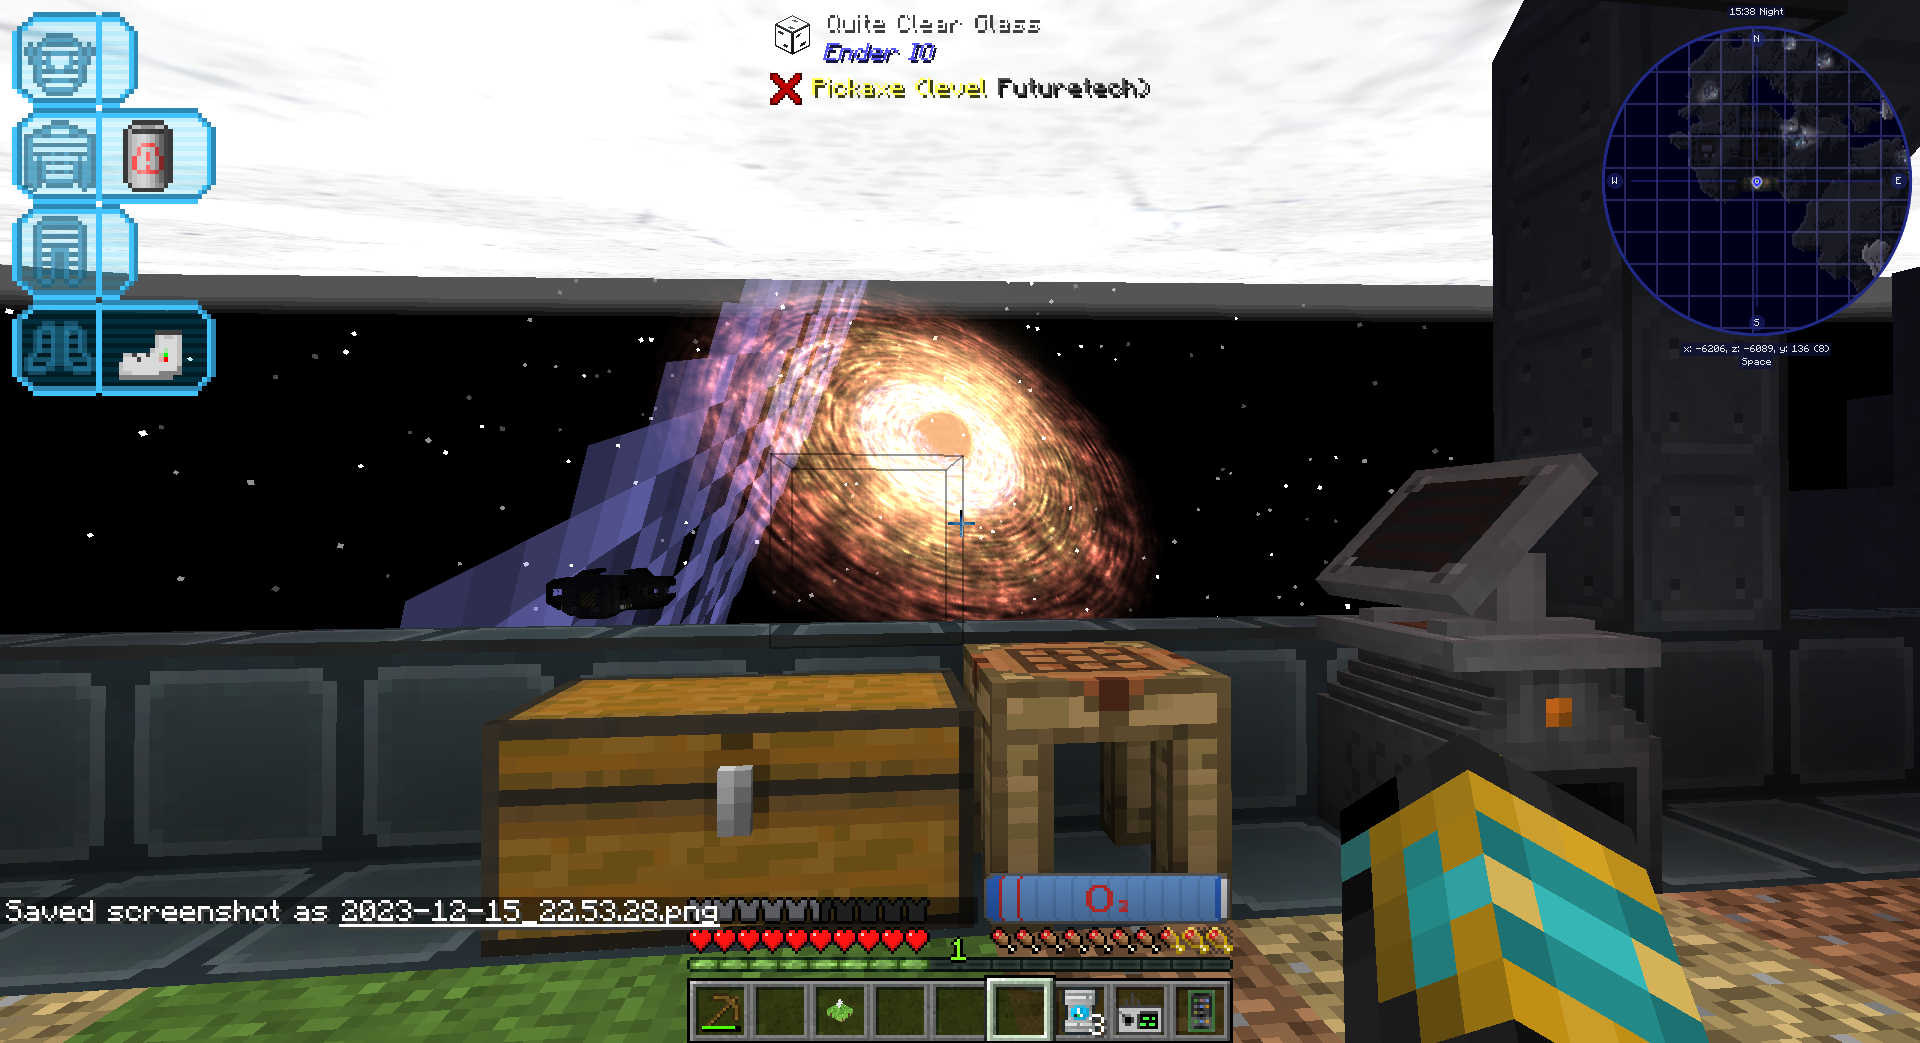 Quite Clear Glass
Ender IO
Pickaxe (level Futuretech)
15:38 Night
N
W
E
S
x: -6206, z: -6089, y: 136 (8)
Space
Saved screenshot as 2023-12-15_22.53.28.png
O₂
1
3